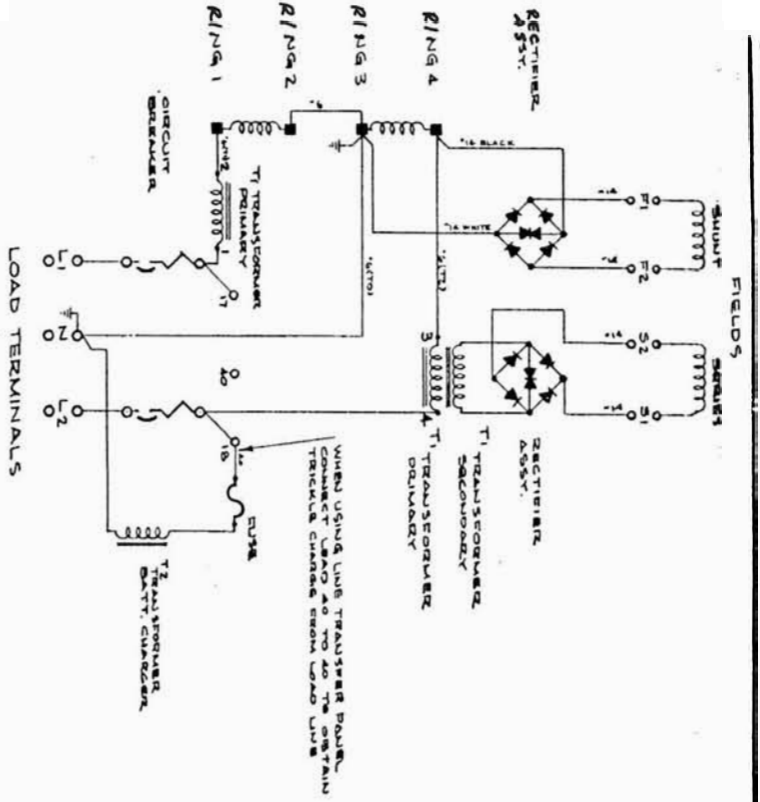 RING 1
RING 2
RING 3
RING 4
RECTIFIER
ASSY.
CIRCUIT
BREAKER
T1 TRANSFORMER
PRIMARY
1
17
L1
LOAD TERMINALS
L2
40
18
FUSE
T2
TRANSFORMER
BATT. CHARGER
WHEN USING LINE TRANSFER PANEL
CONNECT LEAD 40 TO 40 TO OBTAIN
TRICKLE CHARGE FROM LOAD LINE
3
4
T1 TRANSFORMER
PRIMARY
T1 TRANSFORMER
SECONDARY
RECTIFIER
ASSY.
BLACK
WHITE
F1
F2
SHUNT
FIELDS
SERIES
S2
S1